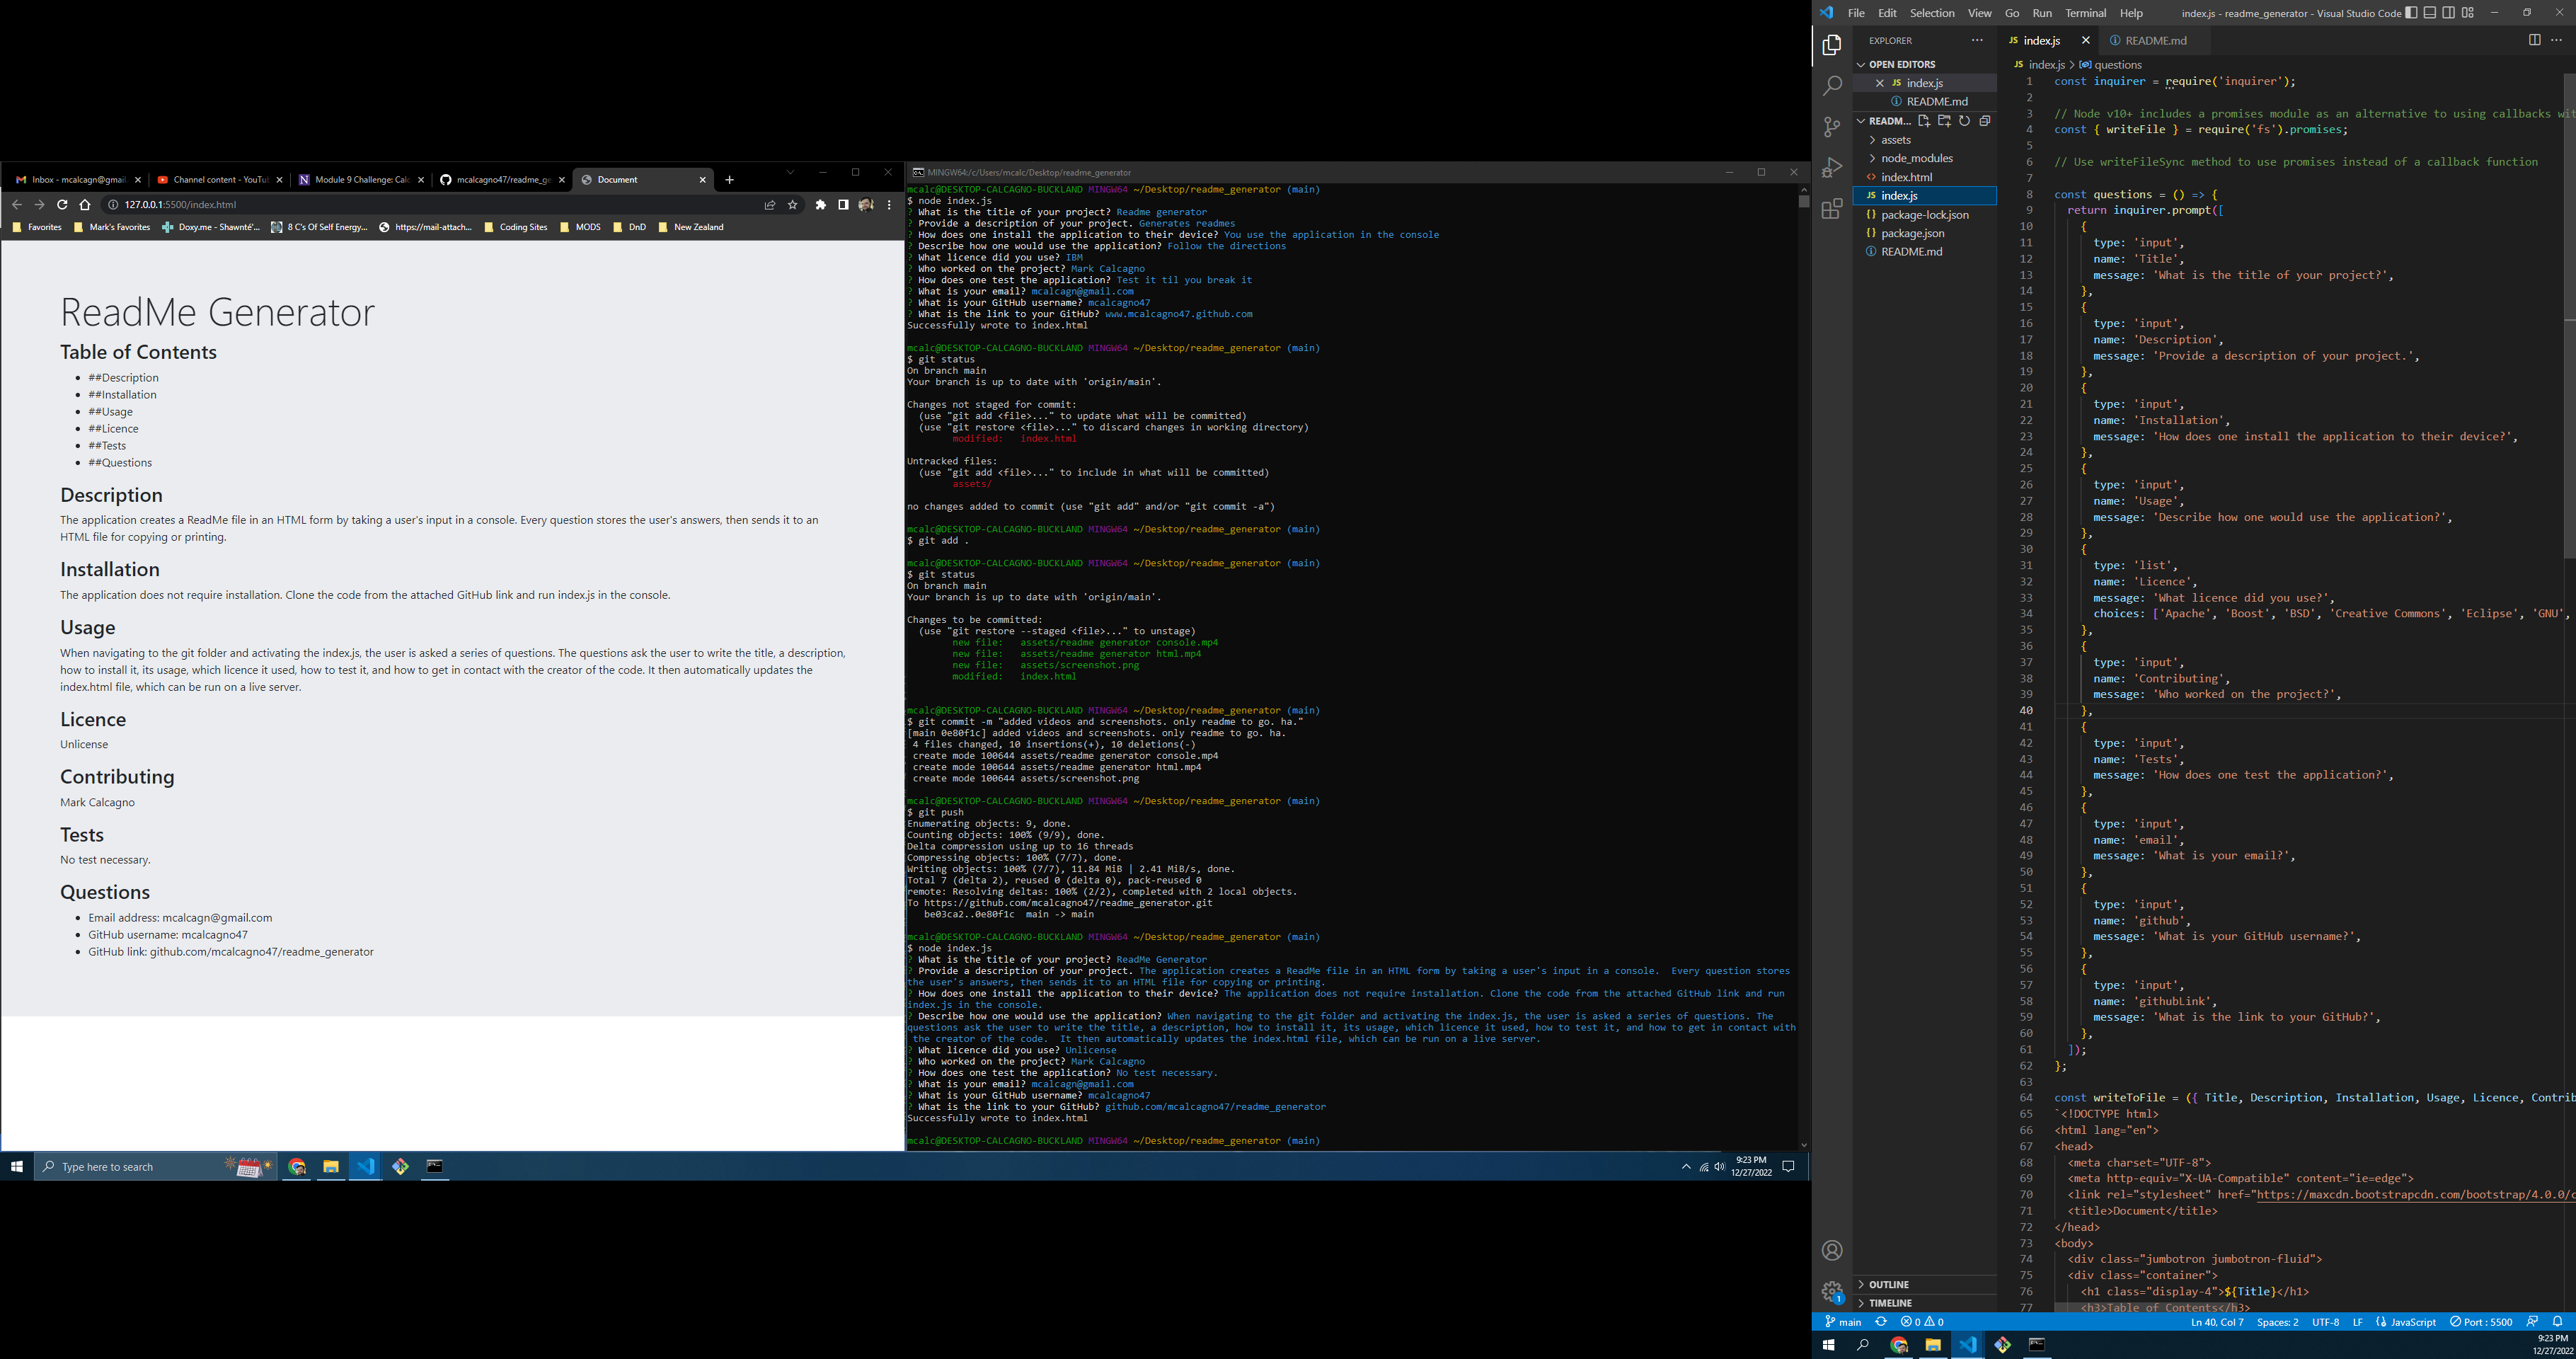 Inbox - mcalcagn@gmail
Channel content - YouTub
Module 9 Challenge: Calc
mcalcagno47/readme_ge
Document
127.0.0.1:5500/index.html
Favorites
Mark's Favorites
Doxy.me - Shawnté'...
8 C's Of Self Energy...
https://mail-attach...
Coding Sites
MODS
DnD
New Zealand
ReadMe Generator
Table of Contents
##Description
##Installation
##Usage
##Licence
##Tests
##Questions
Description
The application creates a ReadMe file in an HTML form by taking a user's input in a console. Every question stores the user's answers, then sends it to an
HTML file for copying or printing.
Installation
The application does not require installation. Clone the code from the attached GitHub link and run index.js in the console.
Usage
When navigating to the git folder and activating the index.js, the user is asked a series of questions. The questions ask the user to write the title, a description,
how to install it, its usage, which licence it used, how to test it, and how to get in contact with the creator of the code. It then automatically updates the
index.html file, which can be run on a live server.
Licence
Unlicense
Contributing
Mark Calcagno
Tests
No test necessary.
Questions
Email address: mcalcagn@gmail.com
GitHub username: mcalcagno47
GitHub link: github.com/mcalcagno47/readme_generator
Type here to search
MINGW64:/c/Users/mcalc/Desktop/readme_generator
mcalc@DESKTOP-CALCAGNO-BUCKLAND MINGW64 ~/Desktop/readme_generator (main)
$ node index.js
? What is the title of your project? Readme generator
? Provide a description of your project. Generates readmes
? How does one install the application to their device? You use the application in the console
? Describe how one would use the application? Follow the directions
? What licence did you use? IBM
? Who worked on the project? Mark Calcagno
? How does one test the application? Test it til you break it
? What is your email? mcalcagn@gmail.com
? What is your GitHub username? mcalcagno47
? What is the link to your GitHub? www.mcalcagno47.github.com
Successfully wrote to index.html
mcalc@DESKTOP-CALCAGNO-BUCKLAND MINGW64 ~/Desktop/readme_generator (main)
$ git status
On branch main
Your branch is up to date with 'origin/main'.
Changes not staged for commit:
(use "git add <file>..." to update what will be committed)
(use "git restore <file>..." to discard changes in working directory)
modified:   index.html
Untracked files:
(use "git add <file>..." to include in what will be committed)
assets/
no changes added to commit (use "git add" and/or "git commit -a")
mcalc@DESKTOP-CALCAGNO-BUCKLAND MINGW64 ~/Desktop/readme_generator (main)
$ git add .
mcalc@DESKTOP-CALCAGNO-BUCKLAND MINGW64 ~/Desktop/readme_generator (main)
$ git status
On branch main
Your branch is up to date with 'origin/main'.
Changes to be committed:
(use "git restore --staged <file>..." to unstage)
new file:   assets/readme generator console.mp4
new file:   assets/readme generator html.mp4
new file:   assets/screenshot.png
modified:   index.html
mcalc@DESKTOP-CALCAGNO-BUCKLAND MINGW64 ~/Desktop/readme_generator (main)
$ git commit -m "added videos and screenshots. only readme to go. ha."
[main 0e80f1c] added videos and screenshots. only readme to go. ha.
4 files changed, 10 insertions(+), 10 deletions(-)
create mode 100644 assets/readme generator console.mp4
create mode 100644 assets/readme generator html.mp4
create mode 100644 assets/screenshot.png
mcalc@DESKTOP-CALCAGNO-BUCKLAND MINGW64 ~/Desktop/readme_generator (main)
$ git push
Enumerating objects: 9, done.
Counting objects: 100% (9/9), done.
Delta compression using up to 16 threads
Compressing objects: 100% (7/7), done.
Writing objects: 100% (7/7), 11.84 MiB | 2.41 MiB/s, done.
Total 7 (delta 2), reused 0 (delta 0), pack-reused 0
remote: Resolving deltas: 100% (2/2), completed with 2 local objects.
To https://github.com/mcalcagno47/readme_generator.git
be03ca2..0e80f1c  main -> main
mcalc@DESKTOP-CALCAGNO-BUCKLAND MINGW64 ~/Desktop/readme_generator (main)
$ node index.js
? What is the title of your project? ReadMe Generator
? Provide a description of your project. The application creates a ReadMe file in an HTML form by taking a user's input in a console.  Every question stores
the user's answers, then sends it to an HTML file for copying or printing.
? How does one install the application to their device? The application does not require installation. Clone the code from the attached GitHub link and run
index.js in the console.
? Describe how one would use the application? When navigating to the git folder and activating the index.js, the user is asked a series of questions. The
questions ask the user to write the title, a description, how to install it, its usage, which licence it used, how to test it, and how to get in contact with
the creator of the code.  It then automatically updates the index.html file, which can be run on a live server.
? What licence did you use? Unlicense
? Who worked on the project? Mark Calcagno
? How does one test the application? No test necessary.
? What is your email? mcalcagn@gmail.com
? What is your GitHub username? mcalcagno47
? What is the link to your GitHub? github.com/mcalcagno47/readme_generator
Successfully wrote to index.html
mcalc@DESKTOP-CALCAGNO-BUCKLAND MINGW64 ~/Desktop/readme_generator (main)
9:23 PM
12/27/2022
File Edit Selection View Go Run Terminal Help
index.js - readme_generator - Visual Studio Code
EXPLORER
OPEN EDITORS
JS index.js
README.md
READM...
assets
node_modules
<> index.html
JS index.js
{} package-lock.json
{} package.json
README.md
OUTLINE
TIMELINE
JS index.js
README.md
JS index.js > questions
1 const inquirer = require('inquirer');
2
3 // Node v10+ includes a promises module as an alternative to using callbacks wit
4 const { writeFile } = require('fs').promises;
5
6 // Use writeFileSync method to use promises instead of a callback function
7
8 const questions = () => {
9 return inquirer.prompt([
10 {
11 type: 'input',
12 name: 'Title',
13 message: 'What is the title of your project?',
14 },
15 {
16 type: 'input',
17 name: 'Description',
18 message: 'Provide a description of your project.',
19 },
20 {
21 type: 'input',
22 name: 'Installation',
23 message: 'How does one install the application to their device?',
24 },
25 {
26 type: 'input',
27 name: 'Usage',
28 message: 'Describe how one would use the application?',
29 },
30 {
31 type: 'list',
32 name: 'Licence',
33 message: 'What licence did you use?',
34 choices: ['Apache', 'Boost', 'BSD', 'Creative Commons', 'Eclipse', 'GNU',
35 },
36 {
37 type: 'input',
38 name: 'Contributing',
39 message: 'Who worked on the project?',
40 },
41 {
42 type: 'input',
43 name: 'Tests',
44 message: 'How does one test the application?',
45 },
46 {
47 type: 'input',
48 name: 'email',
49 message: 'What is your email?',
50 },
51 {
52 type: 'input',
53 name: 'github',
54 message: 'What is your GitHub username?',
55 },
56 {
57 type: 'input',
58 name: 'githubLink',
59 message: 'What is the link to your GitHub?',
60 },
61 ]);
62 };
63
64 const writeToFile = ({ Title, Description, Installation, Usage, Licence, Contrib
65 `<!DOCTYPE html>
66 <html lang="en">
67 <head>
68 <meta charset="UTF-8">
69 <meta http-equiv="X-UA-Compatible" content="ie=edge">
70 <link rel="stylesheet" href="https://maxcdn.bootstrapcdn.com/bootstrap/4.0.0/c
71 <title>Document</title>
72 </head>
73 <body>
74 <div class="jumbotron jumbotron-fluid">
75 <div class="container">
76 <h1 class="display-4">${Title}</h1>
77 <h3>Table of Contents</h3>
main
0 0
1
Ln 40, Col 7
Spaces: 2
UTF-8
LF
JavaScript
Port : 5500
9:23 PM
12/27/2022